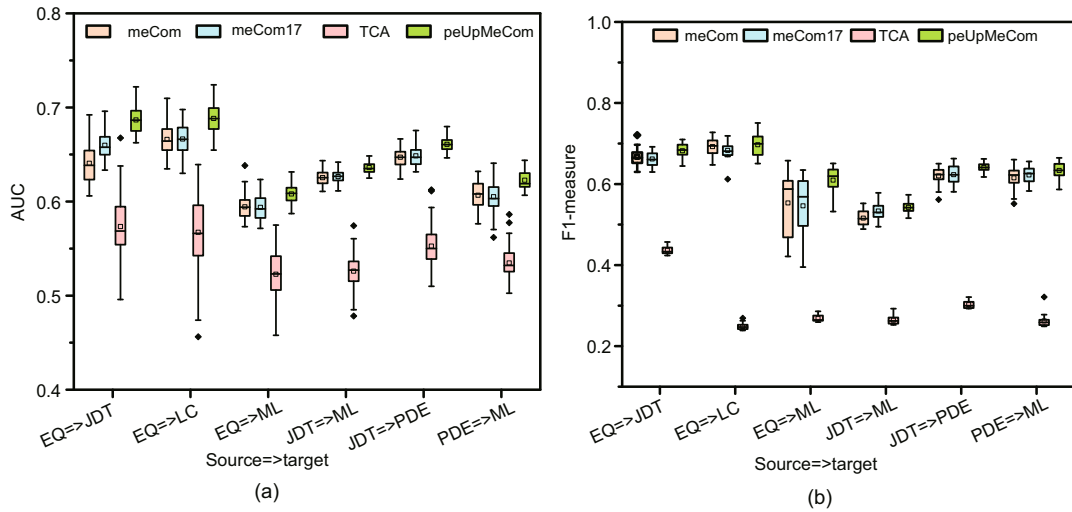 0.8
meCom meCom17 TCA peUpMeCom
0.7
AUC
0.6
0.5
0.4
EQ=>JDT EQ=>LC EQ=>ML JDT=>ML JDT=>PDE PDE=>ML
Source=>target
(a)
1.0
meCom meCom17 TCA peUpMeCom
0.8
F1-measure
0.6
0.4
0.2
EQ=>JDT EQ=>LC EQ=>ML JDT=>ML JDT=>PDE PDE=>ML
Source=>target
(b)